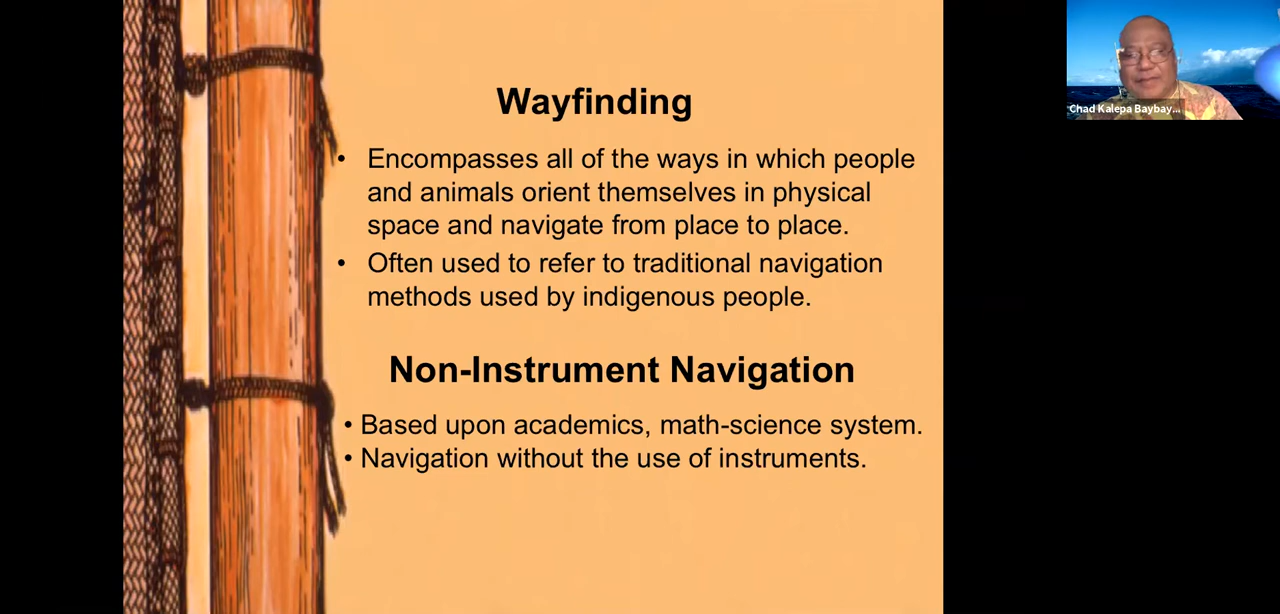 Wayfinding
• Encompasses all of the ways in which people
and animals orient themselves in physical
space and navigate from place to place.
• Often used to refer to traditional navigation
methods used by indigenous people.
Non-Instrument Navigation
• Based upon academics, math-science system.
• Navigation without the use of instruments.
Chad Kalepa Baybay...